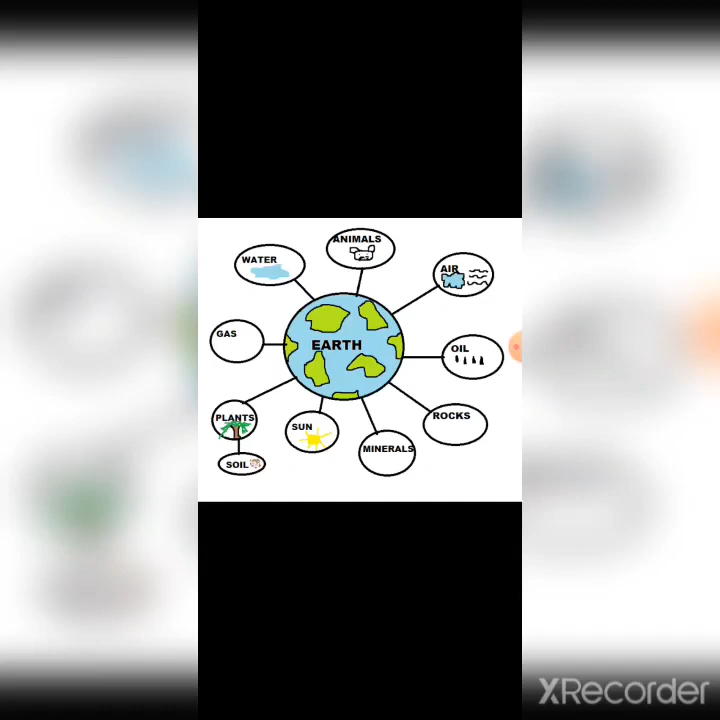 ANIMALS
WATER
AIR
GAS
EARTH
OIL
PLANTS
SUN
ROCKS
MINERALS
SOIL
XRecorder